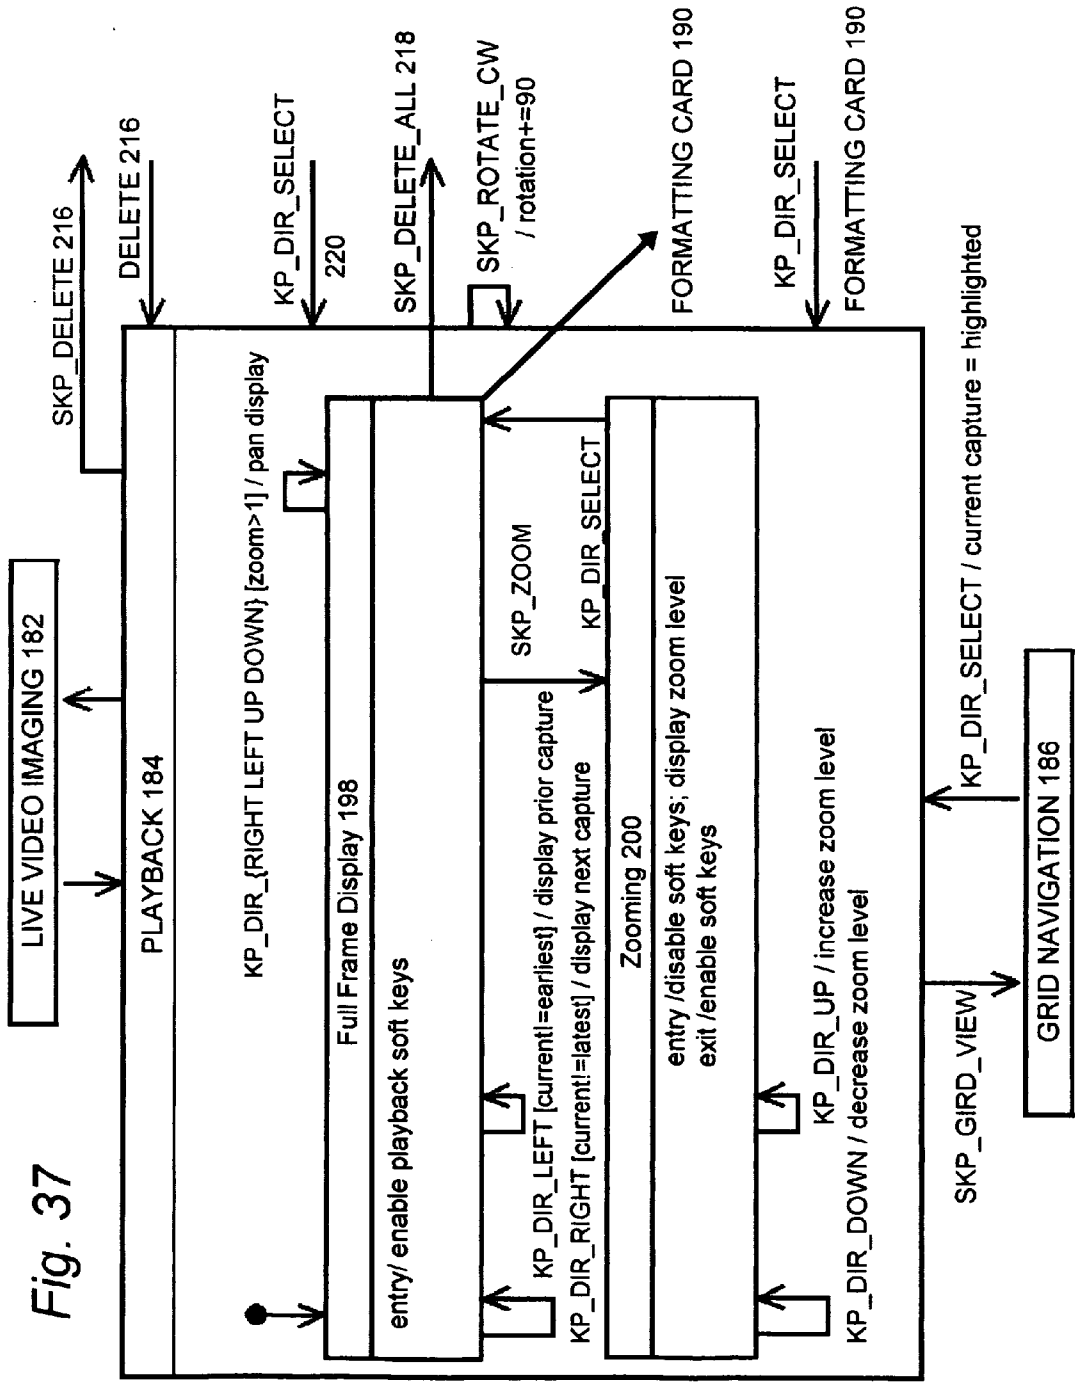 Fig. 37
LIVE VIDEO IMAGING 182
SKP_DELETE 216
DELETE 216
PLAYBACK 184
KP_DIR_{RIGHT LEFT UP DOWN} [zoom>1] / pan display
KP_DIR_SELECT
220
Full Frame Display 198
entry/ enable playback soft keys
SKP_DELETE_ALL 218
SKP_ROTATE_CW
/ rotation+=90
SKP_ZOOM
KP_DIR_LEFT [current!=earliest] / display prior capture
KP_DIR_RIGHT [current!=latest] / display next capture
KP_DIR_SELECT
Zooming 200
entry /disable soft keys; display zoom level
exit /enable soft keys
FORMATTING CARD 190
KP_DIR_UP / increase zoom level
KP_DIR_DOWN / decrease zoom level
KP_DIR_SELECT
FORMATTING CARD 190
SKP_GIRD_VIEW
KP_DIR_SELECT / current capture = highlighted
GRID NAVIGATION 186